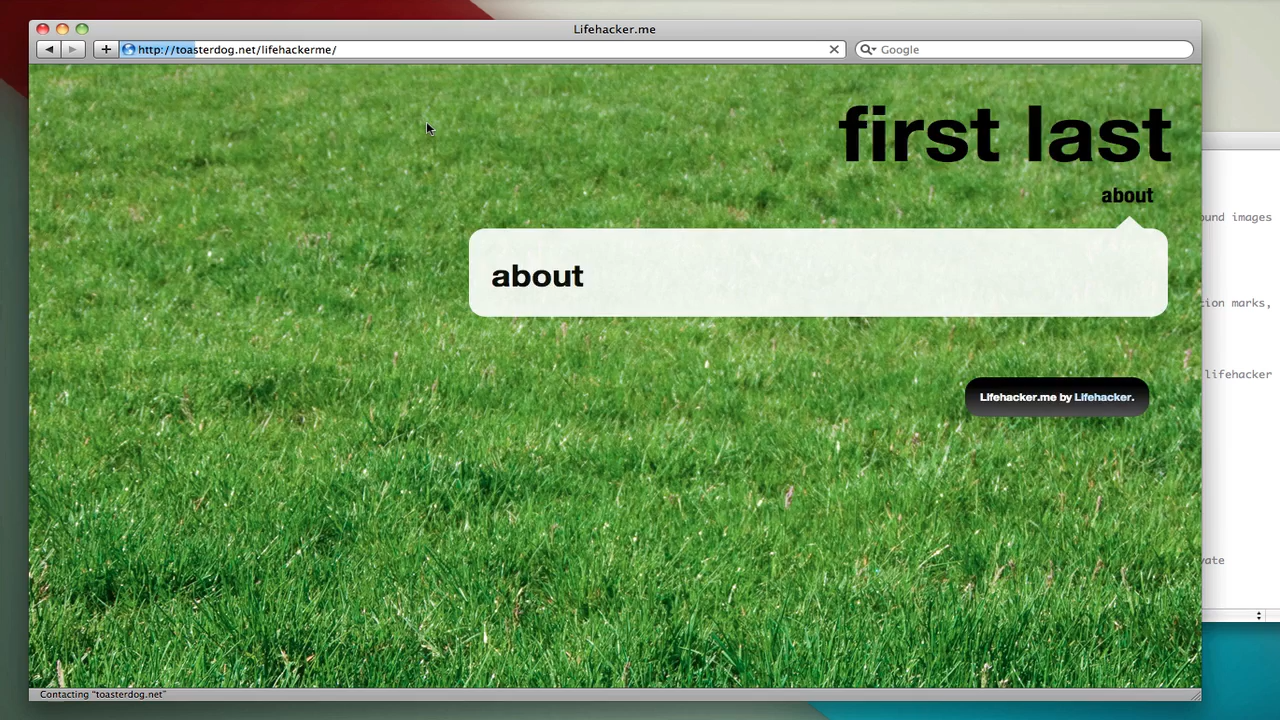 Lifehacker.me
http://toasterdog.net/lifehackerme/
Google
first last
about
about
Lifehacker.me by Lifehacker.
ound images
tion marks,
lifehacker
vate
Contacting "toasterdog.net"